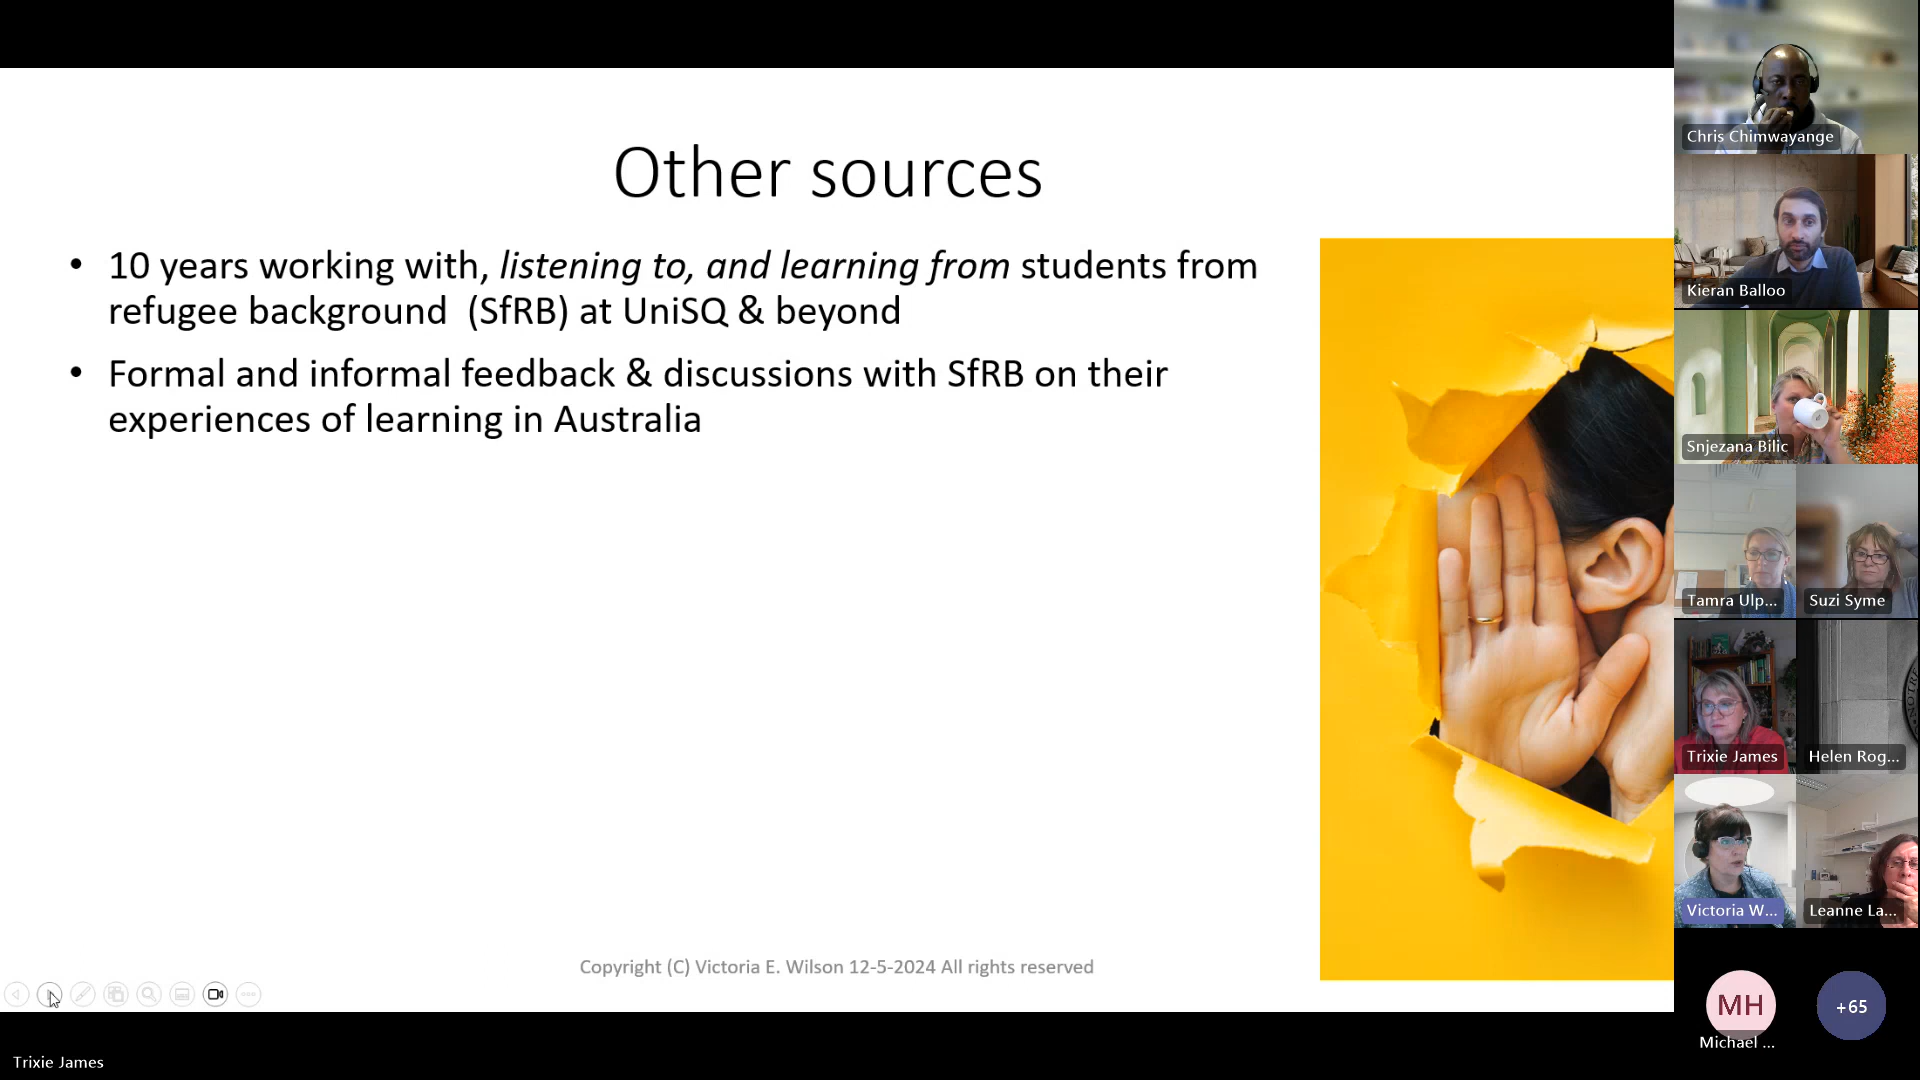 Other sources
• 10 years working with, listening to, and learning from students from
refugee background (SfRB) at UniSQ & beyond
• Formal and informal feedback & discussions with SfRB on their
experiences of learning in Australia
Copyright (C) Victoria E. Wilson 12-5-2024 All rights reserved
Trixie James
Chris Chimwayange
Kieran Balloo
Snjezana Bilic
Tamra Ulp...
Suzi Syme
Trixie James
Helen Rog...
Victoria W...
Leanne La...
MH
+65
Michael ...